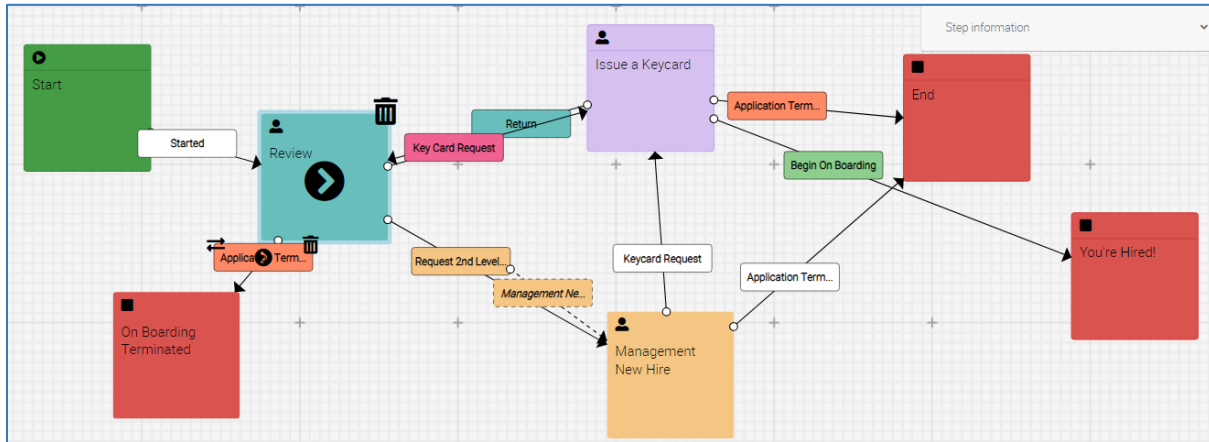 Step information
Start
Issue a Keycard
End
Started
Review
Return
Key Card Request
Application Term...
Begin On Boarding
You're Hired!
Request 2nd Level...
Management Ne...
Keycard Request
Application Term...
On Boarding
Terminated
Management
New Hire